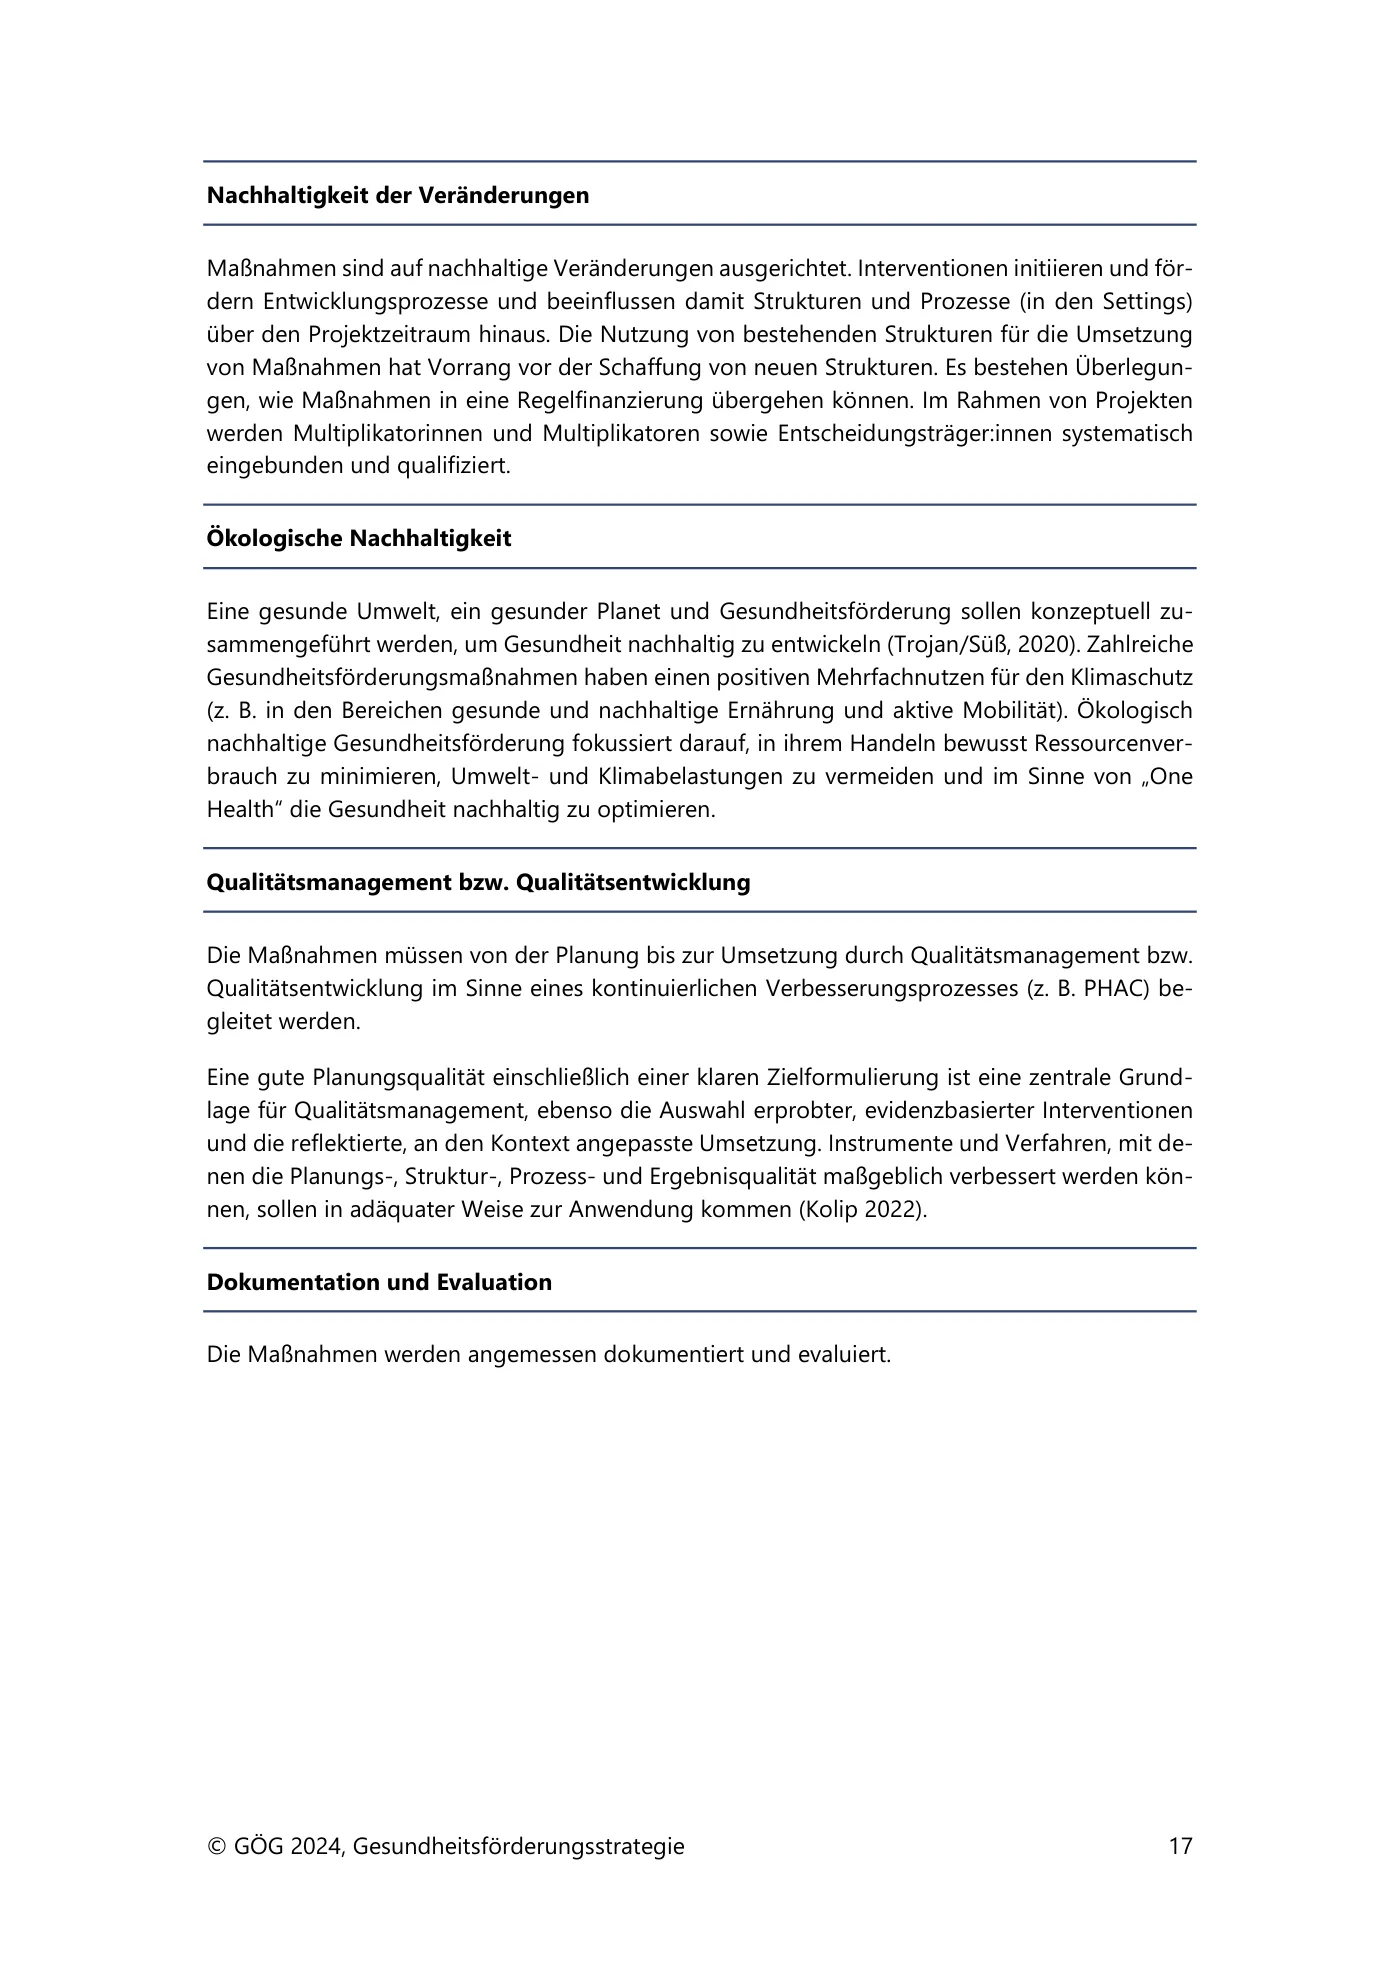 Nachhaltigkeit der Veränderungen
Maßnahmen sind auf nachhaltige Veränderungen ausgerichtet. Interventionen initiieren und för-
dern Entwicklungsprozesse und beeinflussen damit Strukturen und Prozesse (in den Settings)
über den Projektzeitraum hinaus. Die Nutzung von bestehenden Strukturen für die Umsetzung
von Maßnahmen hat Vorrang vor der Schaffung von neuen Strukturen. Es bestehen Überlegun-
gen, wie Maßnahmen in eine Regelfinanzierung übergehen können. Im Rahmen von Projekten
werden Multiplikatorinnen und Multiplikatoren sowie Entscheidungsträger:innen systematisch
eingebunden und qualifiziert.
Ökologische Nachhaltigkeit
Eine gesunde Umwelt, ein gesunder Planet und Gesundheitsförderung sollen konzeptuell zu-
sammengeführt werden, um Gesundheit nachhaltig zu entwickeln (Trojan/Süß, 2020). Zahlreiche
Gesundheitsförderungsmaßnahmen haben einen positiven Mehrfachnutzen für den Klimaschutz
(z. B. in den Bereichen gesunde und nachhaltige Ernährung und aktive Mobilität). Ökologisch
nachhaltige Gesundheitsförderung fokussiert darauf, in ihrem Handeln bewusst Ressourcenver-
brauch zu minimieren, Umwelt- und Klimabelastungen zu vermeiden und im Sinne von „One
Health“ die Gesundheit nachhaltig zu optimieren.
Qualitätsmanagement bzw. Qualitätsentwicklung
Die Maßnahmen müssen von der Planung bis zur Umsetzung durch Qualitätsmanagement bzw.
Qualitätsentwicklung im Sinne eines kontinuierlichen Verbesserungsprozesses (z. B. PHAC) be-
gleitet werden.
Eine gute Planungsqualität einschließlich einer klaren Zielformulierung ist eine zentrale Grund-
lage für Qualitätsmanagement, ebenso die Auswahl erprobter, evidenzbasierter Interventionen
und die reflektierte, an den Kontext angepasste Umsetzung. Instrumente und Verfahren, mit de-
nen die Planungs-, Struktur-, Prozess- und Ergebnisqualität maßgeblich verbessert werden kön-
nen, sollen in adäquater Weise zur Anwendung kommen (Kolip 2022).
Dokumentation und Evaluation
Die Maßnahmen werden angemessen dokumentiert und evaluiert.
© GÖG 2024, Gesundheitsförderungsstrategie 17